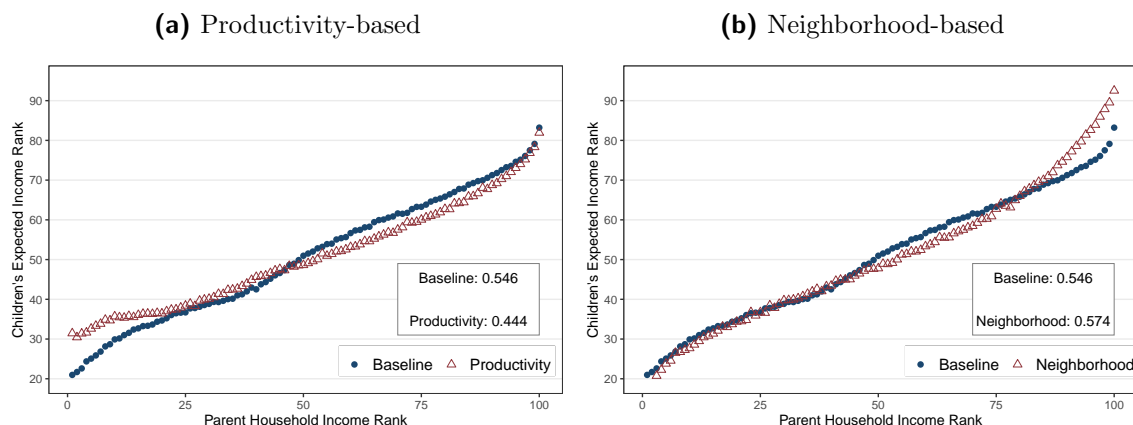 (a) Productivity-based
Children's Expected Income Rank
90
80
70
60
50
40
30
20
Baseline: 0.546
Productivity: 0.444
Baseline Productivity
0 25 50 75 100
Parent Household Income Rank
(b) Neighborhood-based
Children's Expected Income Rank
90
80
70
60
50
40
30
20
Baseline: 0.546
Neighborhood: 0.574
Baseline Neighborhood
0 25 50 75 100
Parent Household Income Rank